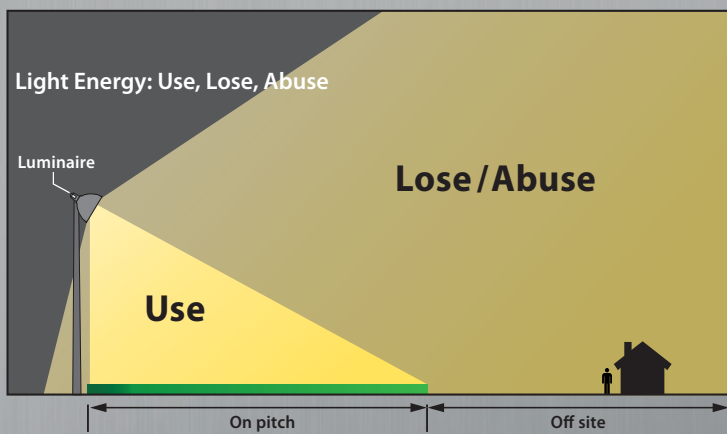 Light Energy: Use, Lose, Abuse
Luminaire
Lose/Abuse
Use
On pitch
Off site